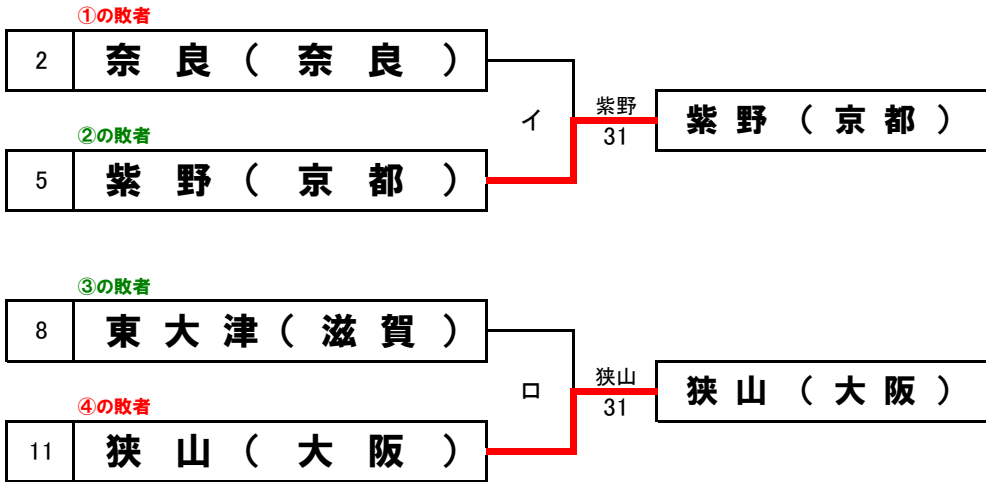 ①の敗者
2 奈良(奈良)
イ
紫野
31
紫野(京都)
②の敗者
5 紫野(京都)
③の敗者
8 東大津(滋賀)
ロ
狭山
31
狭山(大阪)
④の敗者
11 狭山(大阪)